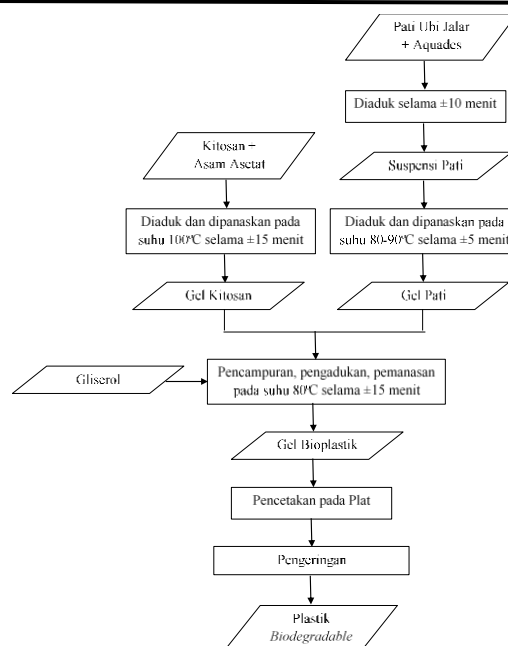 Pati Ubi Jalar
+ Aquades
Diaduk selama ±10 menit
Kitosan +
Asam Asetat
Suspensi Pati
Diaduk dan dipanaskan pada
suhu 100°C selama ±15 menit
Diaduk dan dipanaskan pada
suhu 80-90°C selama ±5 menit
Gel Kitosan
Gel Pati
Gliserol
Pencampuran, pengadukan, pemanasan
pada suhu 80°C selama ±15 menit
Gel Bioplastik
Pencetakan pada Plat
Pengeringan
Plastik
Biodegradable